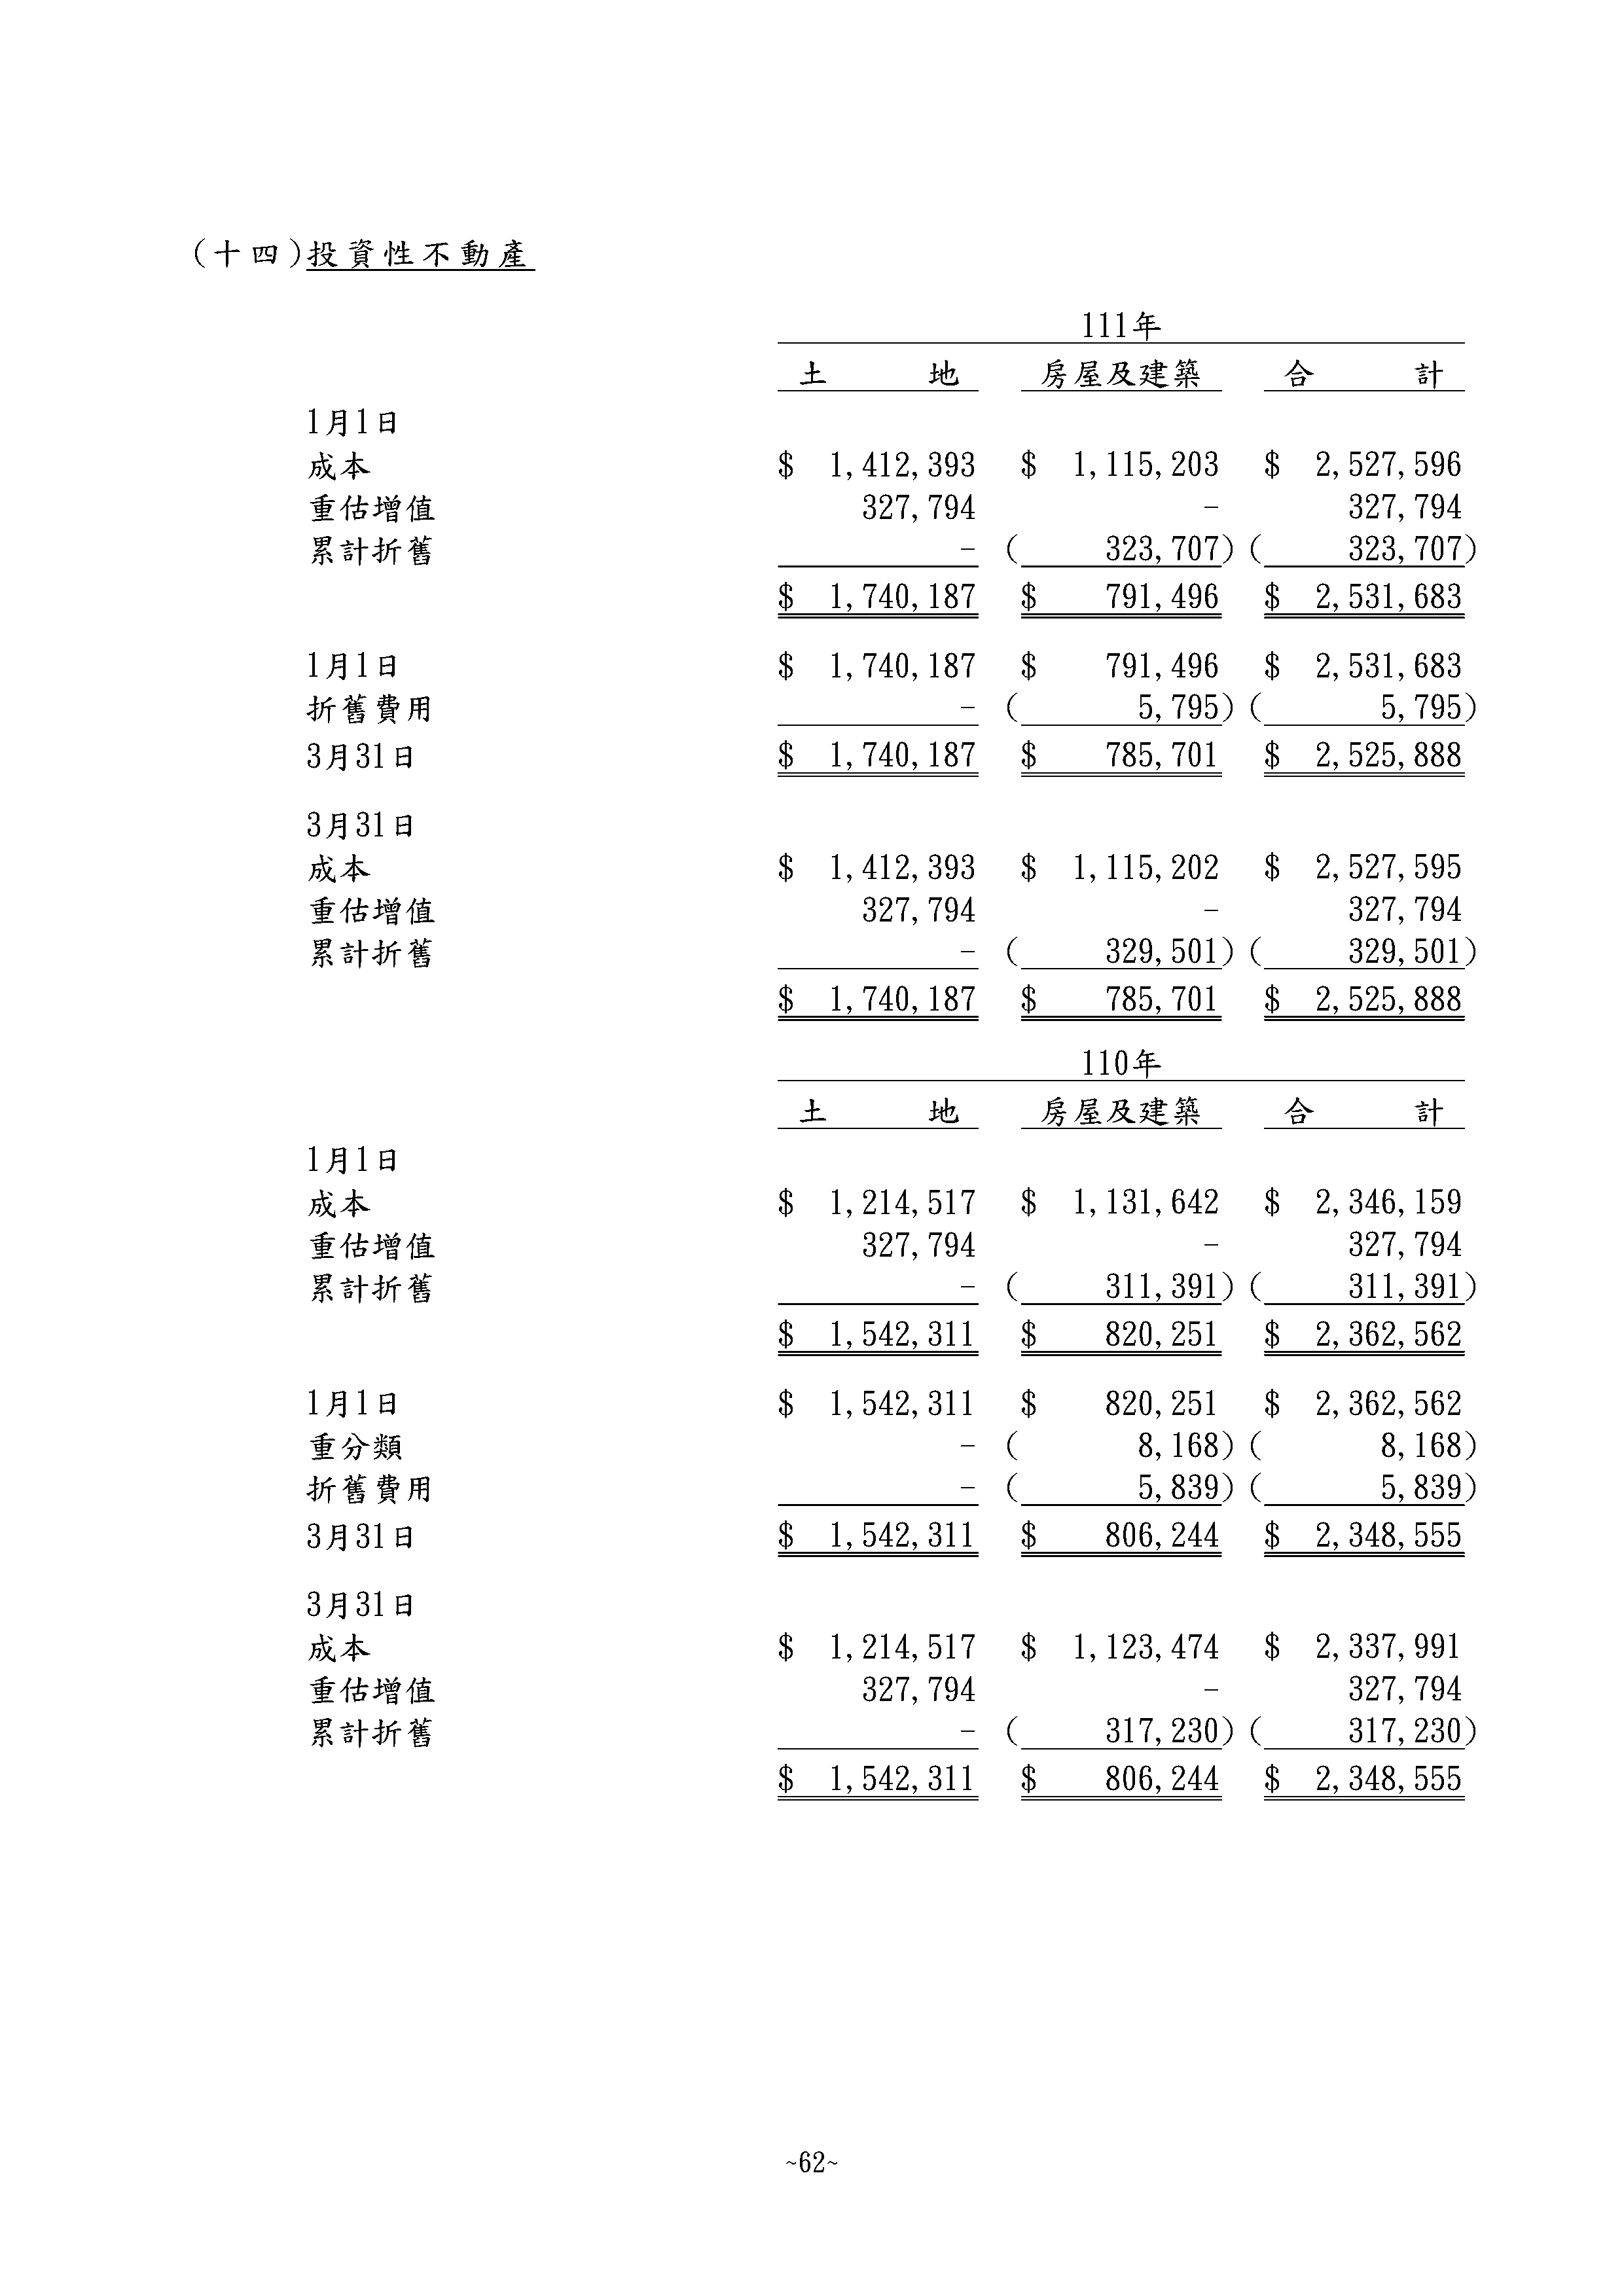 (十四)投資性不動產
111年
土 地 房屋及建築 合 計
1月1日
成本 $ 1,412,393 $ 1,115,203 $ 2,527,596
重估增值 327,794 - 327,794
累計折舊 - ( 323,707) ( 323,707)
$ 1,740,187 $ 791,496 $ 2,531,683
1月1日 $ 1,740,187 $ 791,496 $ 2,531,683
折舊費用 - ( 5,795) ( 5,795)
3月31日 $ 1,740,187 $ 785,701 $ 2,525,888
3月31日
成本 $ 1,412,393 $ 1,115,202 $ 2,527,595
重估增值 327,794 - 327,794
累計折舊 - ( 329,501) ( 329,501)
$ 1,740,187 $ 785,701 $ 2,525,888
110年
土 地 房屋及建築 合 計
1月1日
成本 $ 1,214,517 $ 1,131,642 $ 2,346,159
重估增值 327,794 - 327,794
累計折舊 - ( 311,391) ( 311,391)
$ 1,542,311 $ 820,251 $ 2,362,562
1月1日 $ 1,542,311 $ 820,251 $ 2,362,562
重分類 - ( 8,168) ( 8,168)
折舊費用 - ( 5,839) ( 5,839)
3月31日 $ 1,542,311 $ 806,244 $ 2,348,555
3月31日
成本 $ 1,214,517 $ 1,123,474 $ 2,337,991
重估增值 327,794 - 327,794
累計折舊 - ( 317,230) ( 317,230)
$ 1,542,311 $ 806,244 $ 2,348,555
~62~